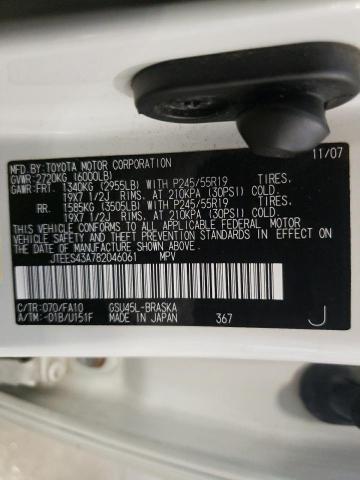 MFD. BY: TOYOTA MOTOR CORPORATION 11/07
GVWR: 2720KG (6000LB)
GAWR: FRT. 1340KG (2955LB) WITH P245/55R19 TIRES,
19X7 1/2J RIMS, AT 210KPA (30PSI) COLD.
RR. 1585KG (3505LB) WITH P245/55R19 TIRES,
19X7 1/2J RIMS, AT 210KPA (30PSI) COLD.
THIS VEHICLE CONFORMS TO ALL APPLICABLE FEDERAL MOTOR
VEHICLE SAFETY AND THEFT PREVENTION STANDARDS IN EFFECT ON
THE DATE OF MANUFACTURE SHOWN ABOVE.
JTEES43A782046061 MPV
C/TR: 070/FA10 GSU45L-BRASKA
A/TM: -01B/U151F MADE IN JAPAN 367 J